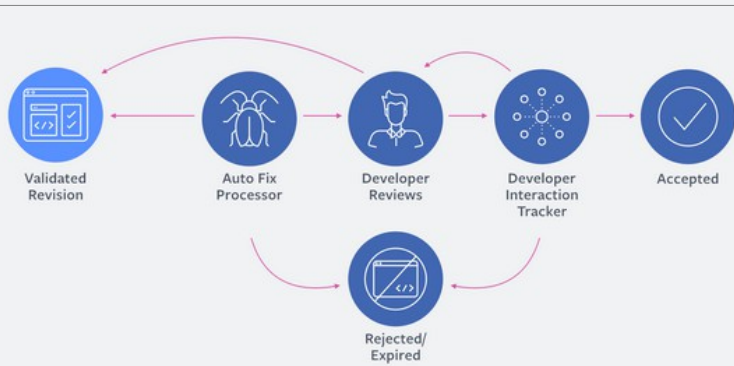 Validated
Revision
Auto Fix
Processor
Developer
Reviews
Developer
Interaction
Tracker
Accepted
Rejected/
Expired